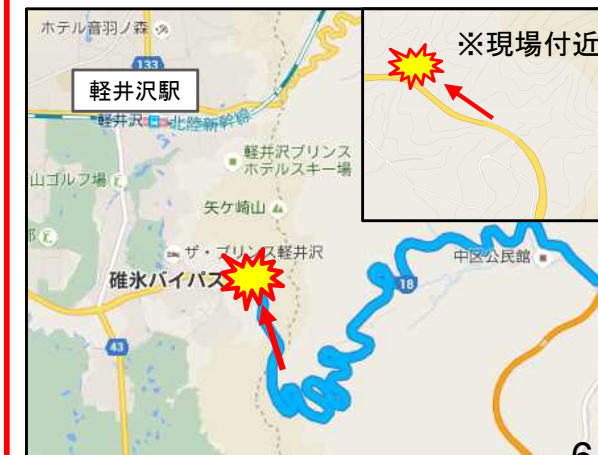 ホテル音羽ノ森
※現場付近
133
軽井沢駅
軽井沢
北陸新幹線
軽井沢プリンス
ホテルスキー場
山ゴルフ場
矢ケ崎山
ザ・プリンス軽井沢
中区公民館
碓氷バイパス
18
43
6